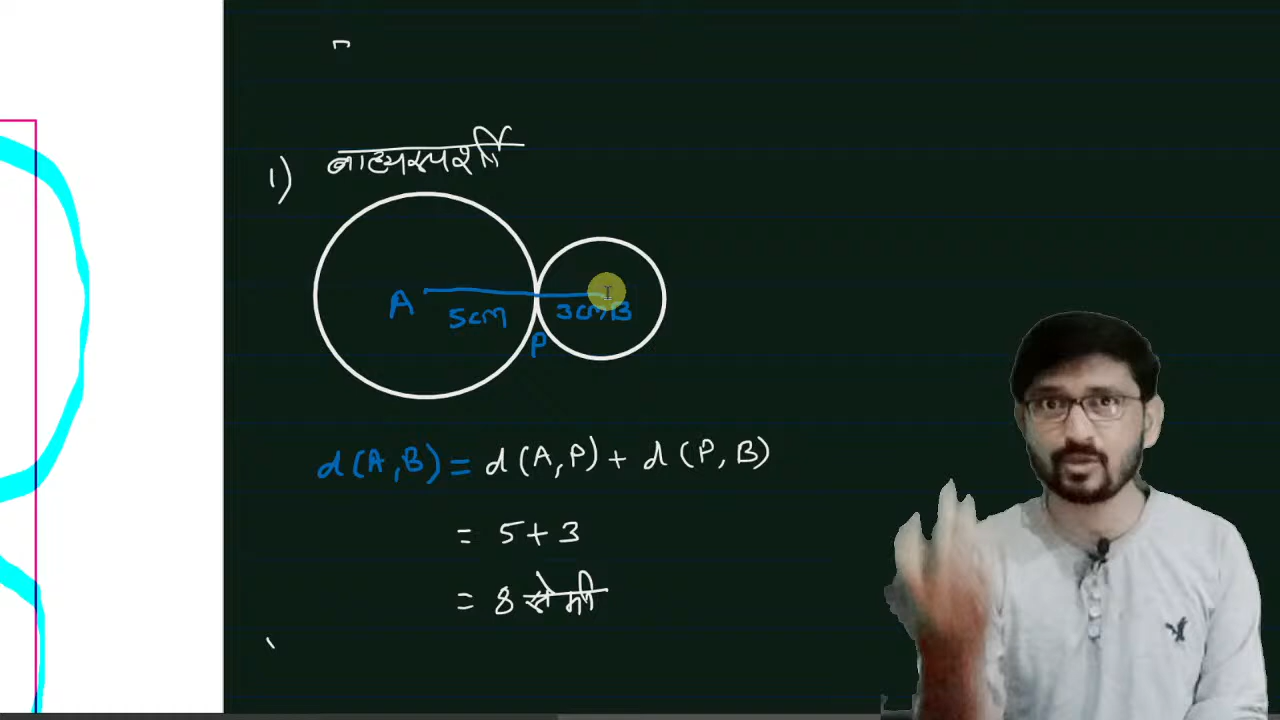 1) बाह्यस्पर्शी
A
5cm
3cm B
P
d(A,B) = d(A,P) + d(P,B)
= 5+3
= 8 सेमी